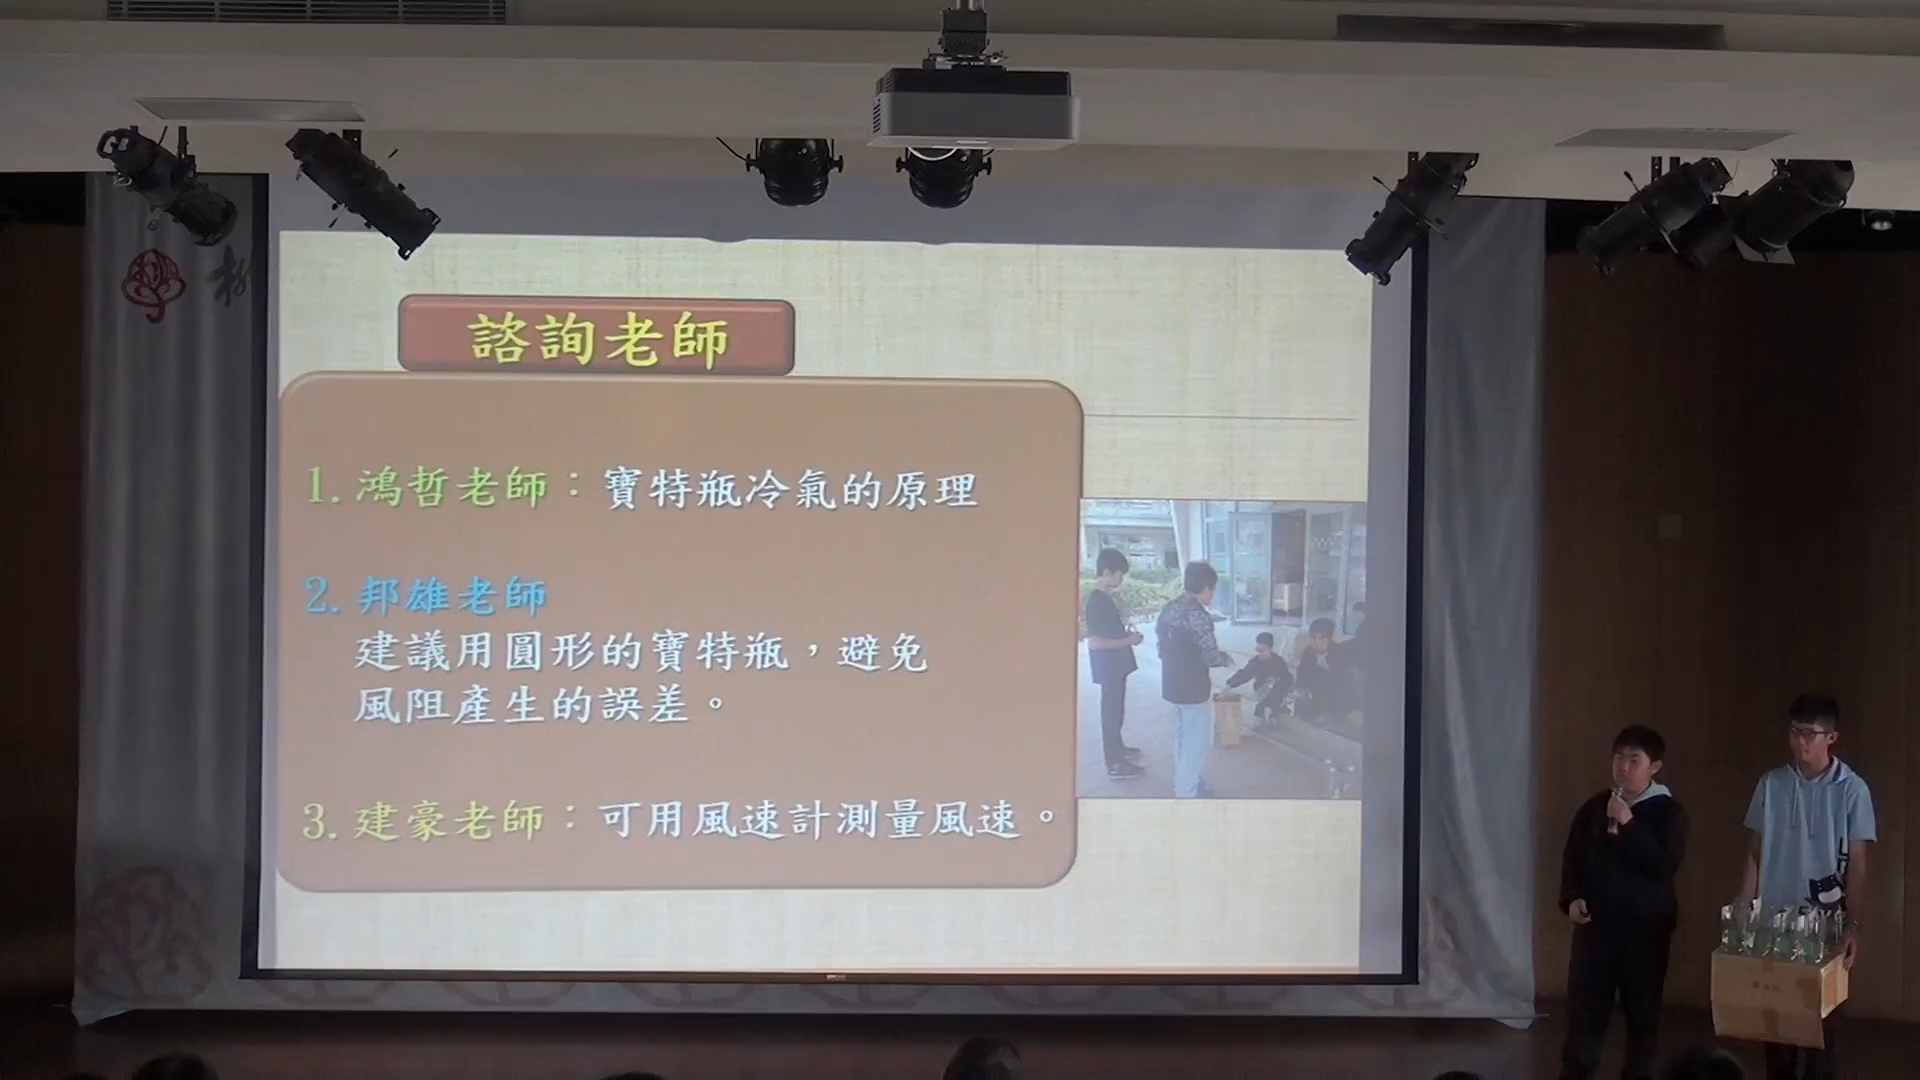 諮詢老師
1. 鴻哲老師：寶特瓶冷氣的原理
2. 邦雄老師
建議用圓形的寶特瓶，避免
風阻產生的誤差。
3. 建豪老師：可用風速計測量風速。